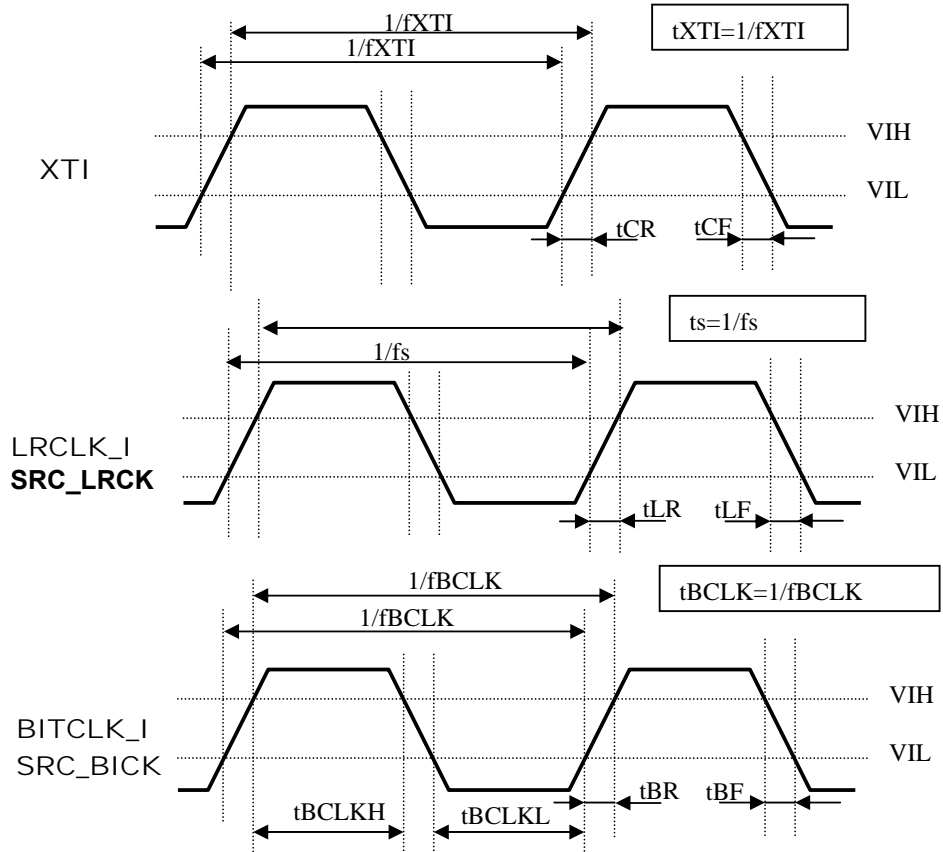 1/fXTI
tXTI=1/fXTI
1/fXTI
VIH
XTI
VIL
tCR
tCF
ts=1/fs
1/fs
VIH
LRCLK_I
SRC_LRCK
VIL
tLR
tLF
1/fBCLK
tBCLK=1/fBCLK
1/fBCLK
VIH
BITCLK_I
SRC_BICK
VIL
tBR
tBF
tBCLKH
tBCLKL